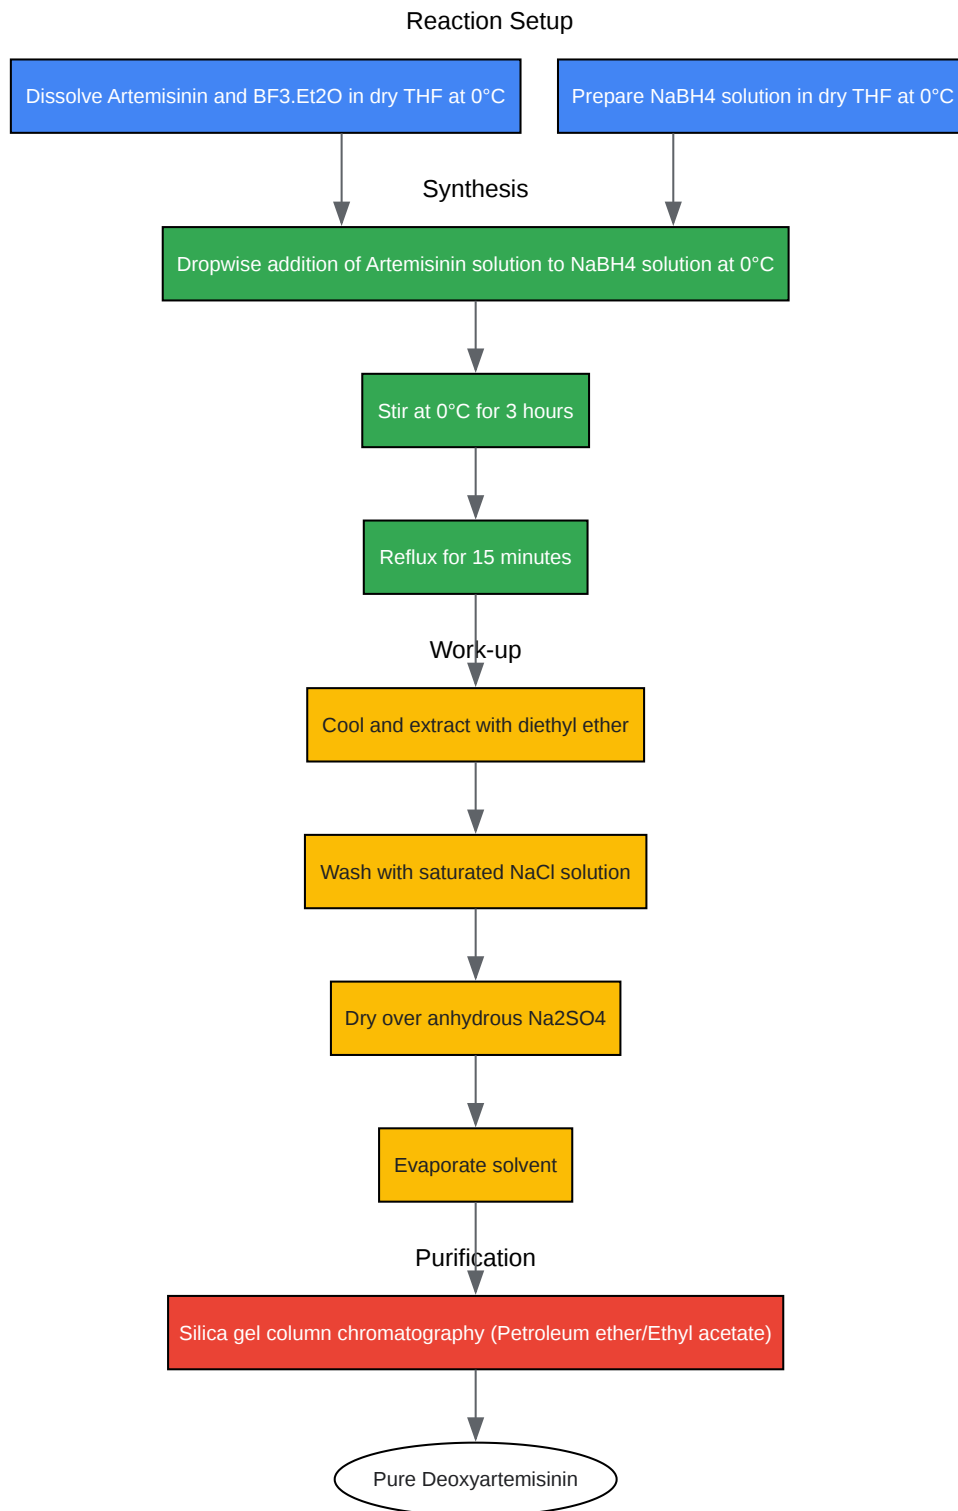 Reaction Setup
Dissolve Artemisinin and BF3.Et2O in dry THF at 0°C
Prepare NaBH4 solution in dry THF at 0°C
Synthesis
Dropwise addition of Artemisinin solution to NaBH4 solution at 0°C
Stir at 0°C for 3 hours
Reflux for 15 minutes
Work-up
Cool and extract with diethyl ether
Wash with saturated NaCl solution
Dry over anhydrous Na2SO4
Evaporate solvent
Purification
Silica gel column chromatography (Petroleum ether/Ethyl acetate)
Pure Deoxyartemisinin